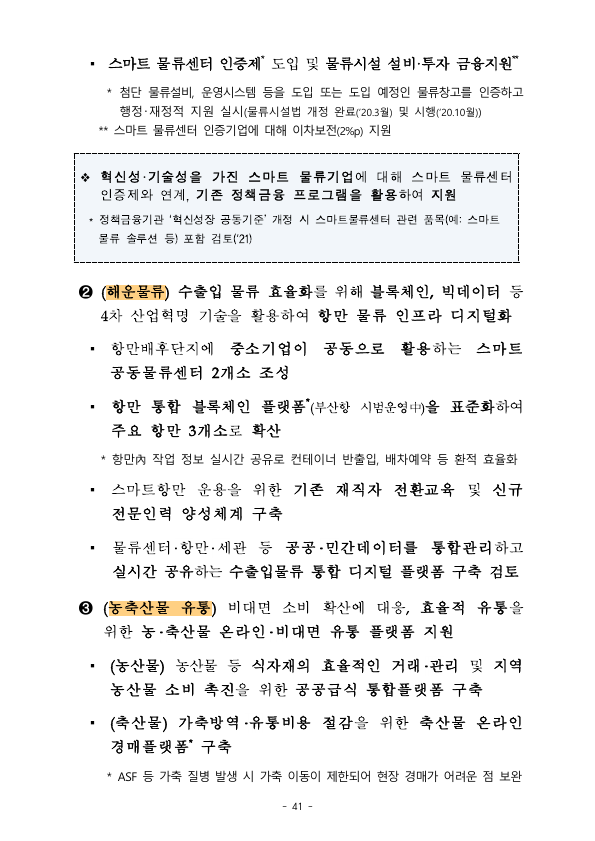 ▪ 스마트 물류센터 인증제* 도입 및 물류시설 설비·투자 금융지원**
* 첨단 물류설비, 운영시스템 등을 도입 또는 도입 예정인 물류창고를 인증하고
행정·재정적 지원 실시(물류시설법 개정 완료('20.3월) 및 시행('20.10월))
** 스마트 물류센터 인증기업에 대해 이차보전(2%p) 지원
❖ 혁신성·기술성을 가진 스마트 물류기업에 대해 스마트 물류센터
인증제와 연계, 기존 정책금융 프로그램을 활용하여 지원
* 정책금융기관 '혁신성장 공동기준' 개정 시 스마트물류센터 관련 품목(예: 스마트
물류 솔루션 등) 포함 검토('21)
❷ (해운물류) 수출입 물류 효율화를 위해 블록체인, 빅데이터 등
4차 산업혁명 기술을 활용하여 항만 물류 인프라 디지털화
▪ 항만배후단지에 중소기업이 공동으로 활용하는 스마트
공동물류센터 2개소 조성
▪ 항만 통합 블록체인 플랫폼*(부산항 시범운영中)을 표준화하여
주요 항만 3개소로 확산
* 항만內 작업 정보 실시간 공유로 컨테이너 반출입, 배차예약 등 환적 효율화
▪ 스마트항만 운용을 위한 기존 재직자 전환교육 및 신규
전문인력 양성체계 구축
▪ 물류센터·항만·세관 등 공공·민간데이터를 통합관리하고
실시간 공유하는 수출입물류 통합 디지털 플랫폼 구축 검토
❸ (농축산물 유통) 비대면 소비 확산에 대응, 효율적 유통을
위한 농·축산물 온라인·비대면 유통 플랫폼 지원
▪ (농산물) 농산물 등 식자재의 효율적인 거래·관리 및 지역
농산물 소비 촉진을 위한 공공급식 통합플랫폼 구축
▪ (축산물) 가축방역·유통비용 절감을 위한 축산물 온라인
경매플랫폼* 구축
* ASF 등 가축 질병 발생 시 가축 이동이 제한되어 현장 경매가 어려운 점 보완
- 41 -